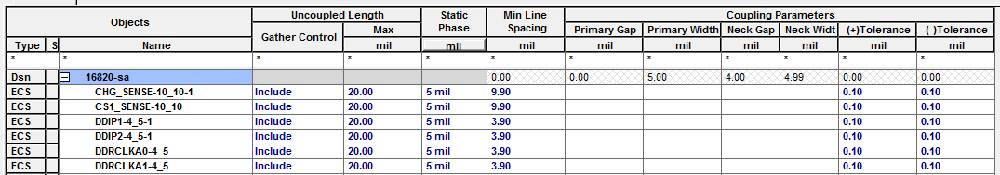 Objects Uncoupled Length Static Phase Min Line Spacing Coupling Parameters
Gather Control Max Primary Gap Primary Width Neck Gap Neck Widt (+)Tolerance (-)Tolerance
Type S Name mil mil mil mil mil mil mil mil mil
* * * * * * * * * * * *
Dsn 16820-sa 0.00 0.00 5.00 4.00 4.99 0.00 0.00
ECS CHG_SENSE-10_10-1 Include 20.00 5 mil 9.90 0.10 0.10
ECS CS1_SENSE-10_10 Include 20.00 5 mil 9.90 0.10 0.10
ECS DDIP1-4_5-1 Include 20.00 5 mil 3.90 0.10 0.10
ECS DDIP2-4_5-1 Include 20.00 5 mil 3.90 0.10 0.10
ECS DDRCLKA0-4_5 Include 20.00 5 mil 3.90 0.10 0.10
ECS DDRCLKA1-4_5 Include 20.00 5 mil 3.90 0.10 0.10